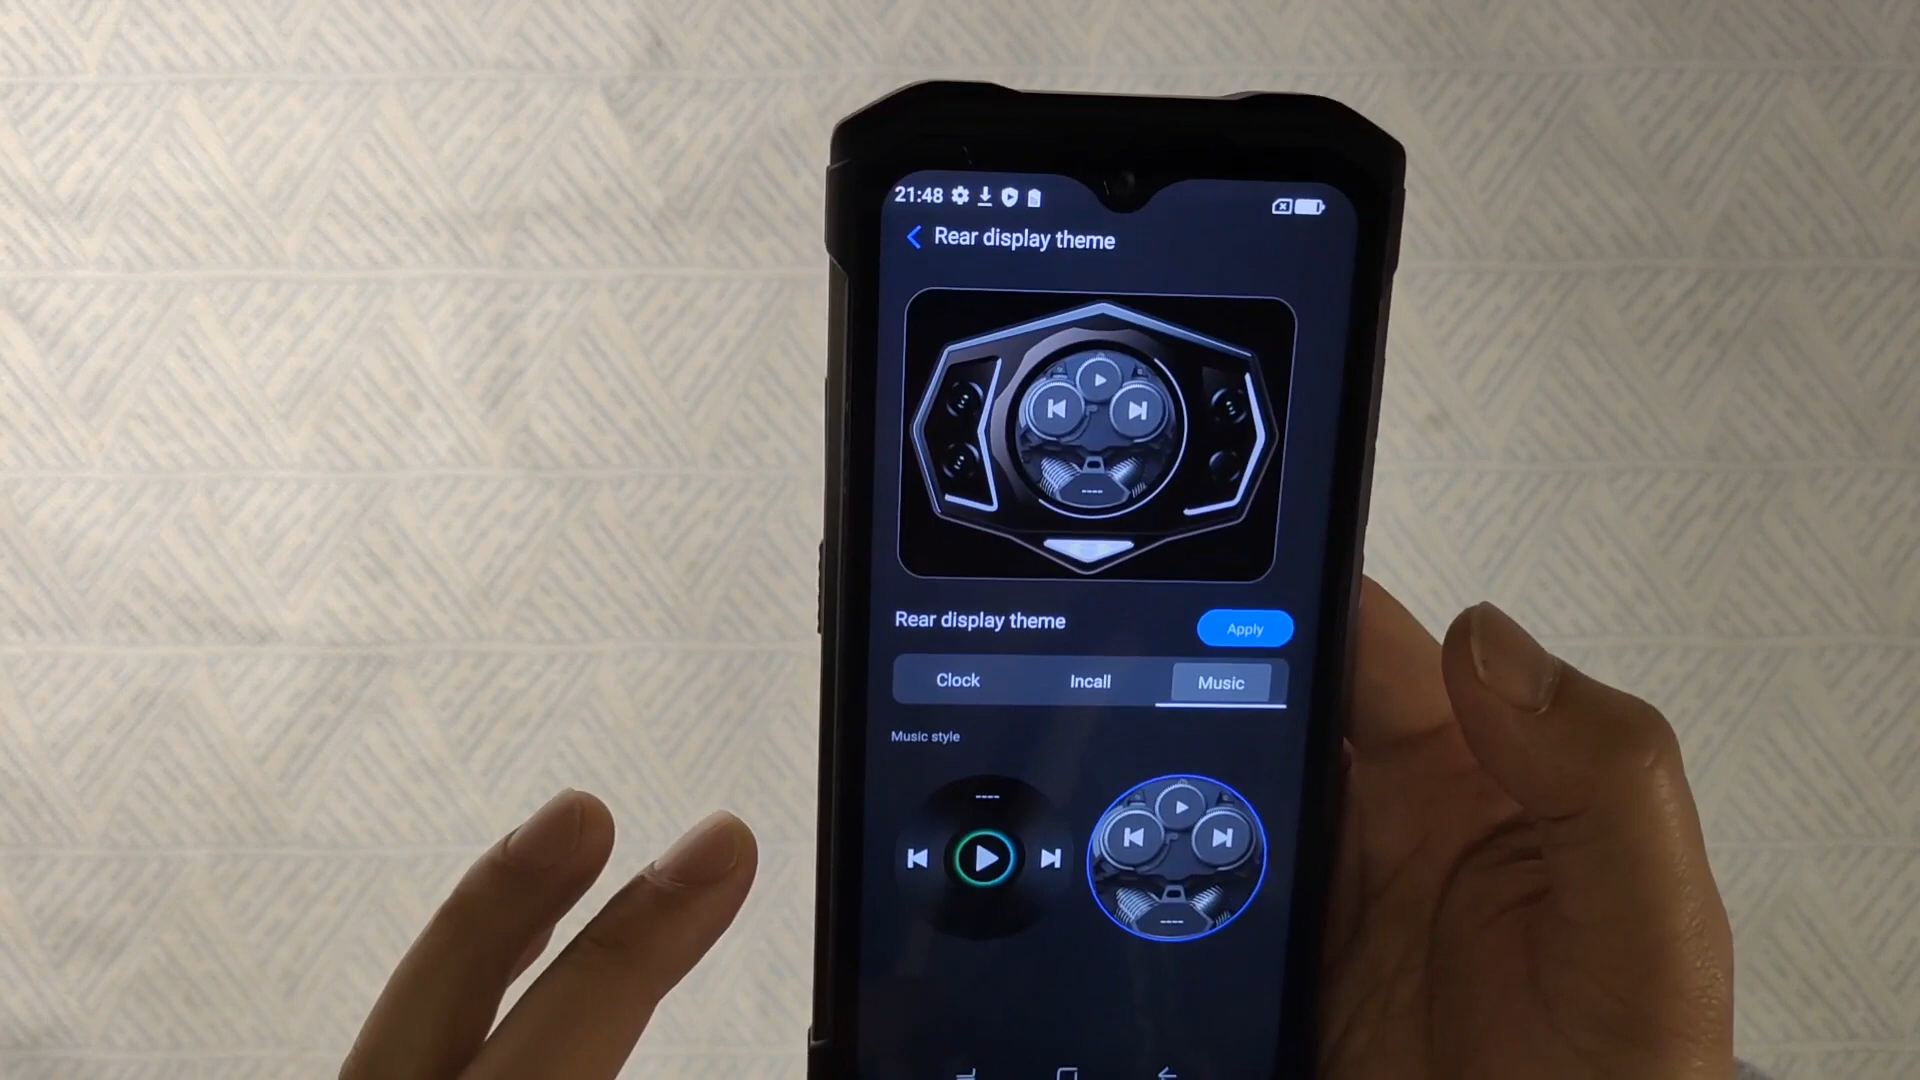 21:48
Rear display theme
Rear display theme
Apply
Clock Incall Music
Music style